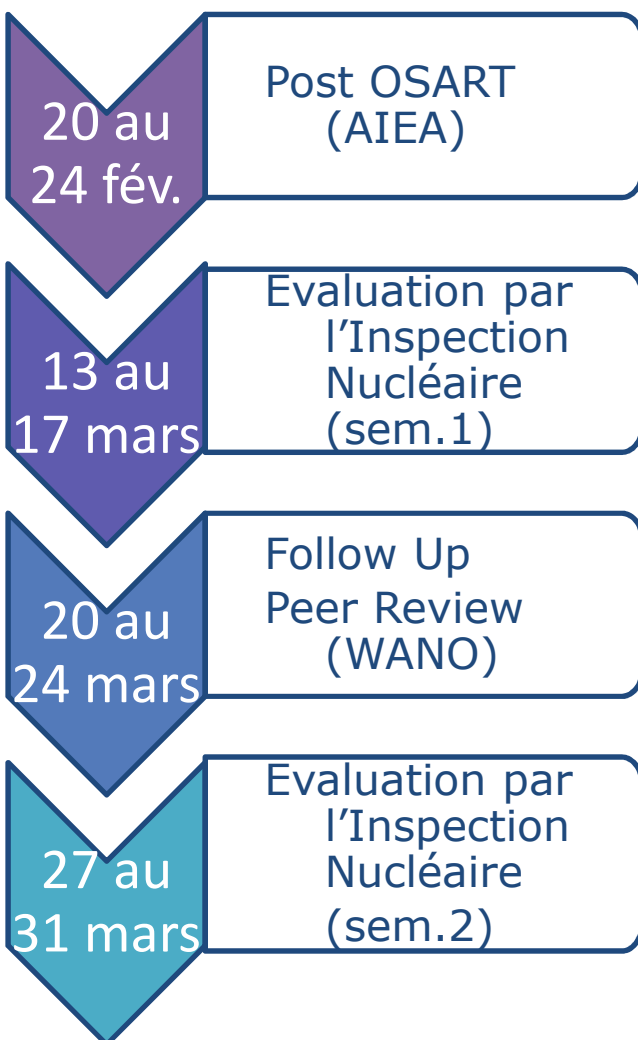 20 au
24 fév.
Post OSART
(AIEA)
13 au
17 mars
Evaluation par
l’Inspection
Nucléaire
(sem.1)
20 au
24 mars
Follow Up
Peer Review
(WANO)
27 au
31 mars
Evaluation par
l’Inspection
Nucléaire
(sem.2)